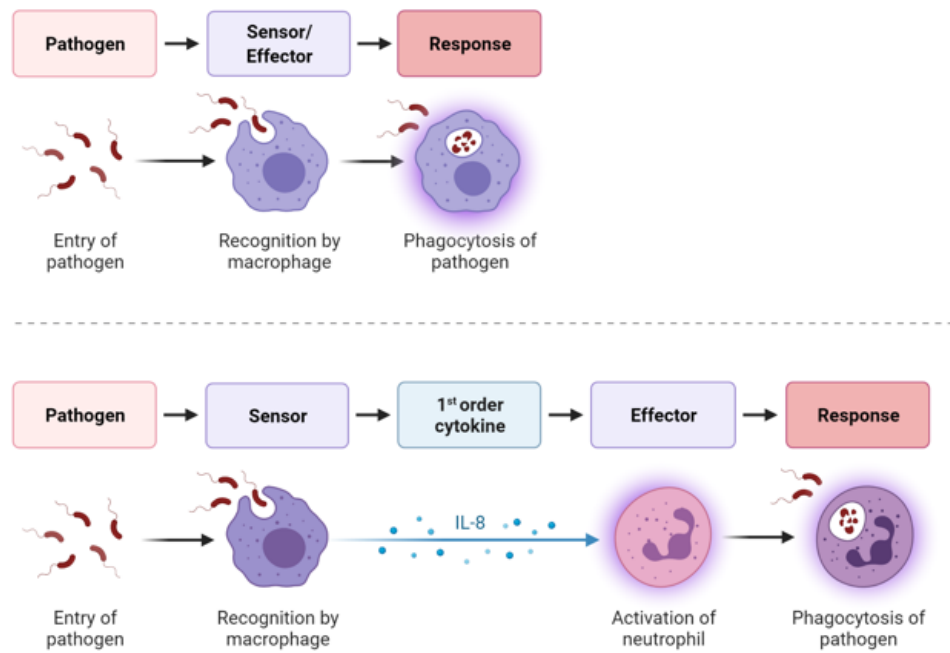 Pathogen
Sensor/
Effector
Response
Entry of
pathogen
Recognition by
macrophage
Phagocytosis of
pathogen
Pathogen
Sensor
1st order
cytokine
Effector
Response
IL-8
Entry of
pathogen
Recognition by
macrophage
Activation of
neutrophil
Phagocytosis of
pathogen